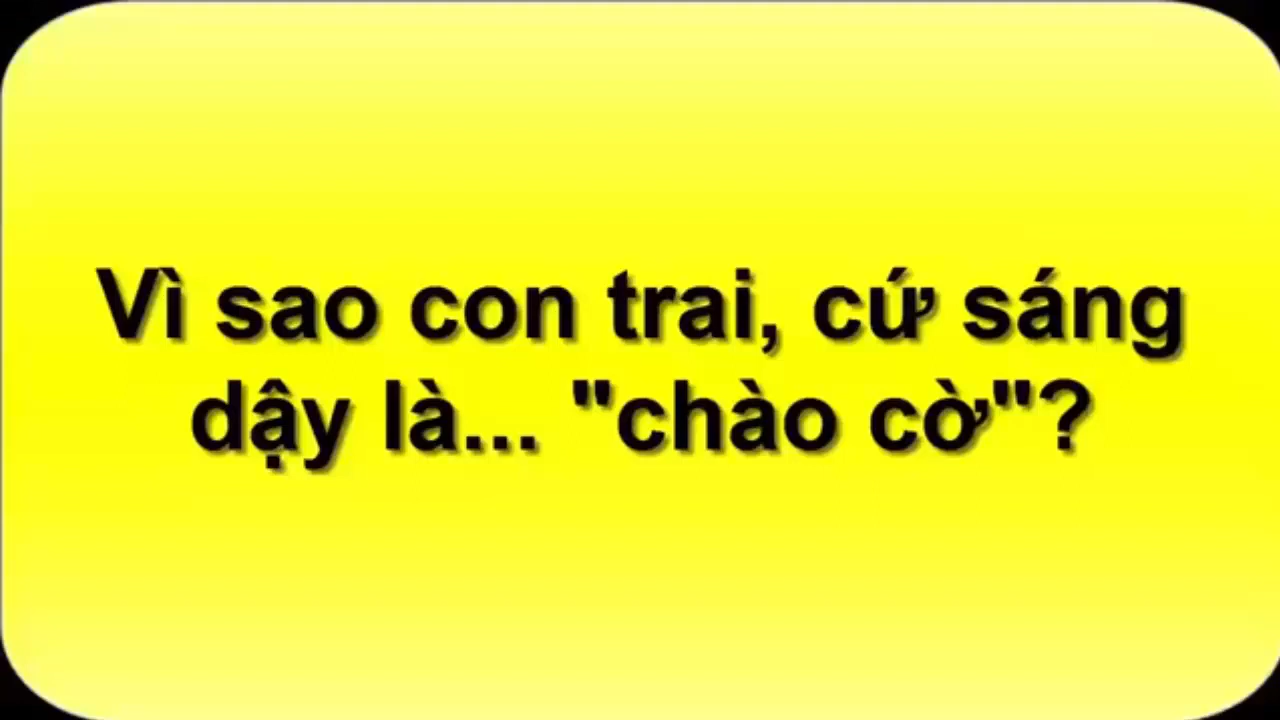 Vì sao con trai, cứ sáng
dậy là... "chào cờ"?